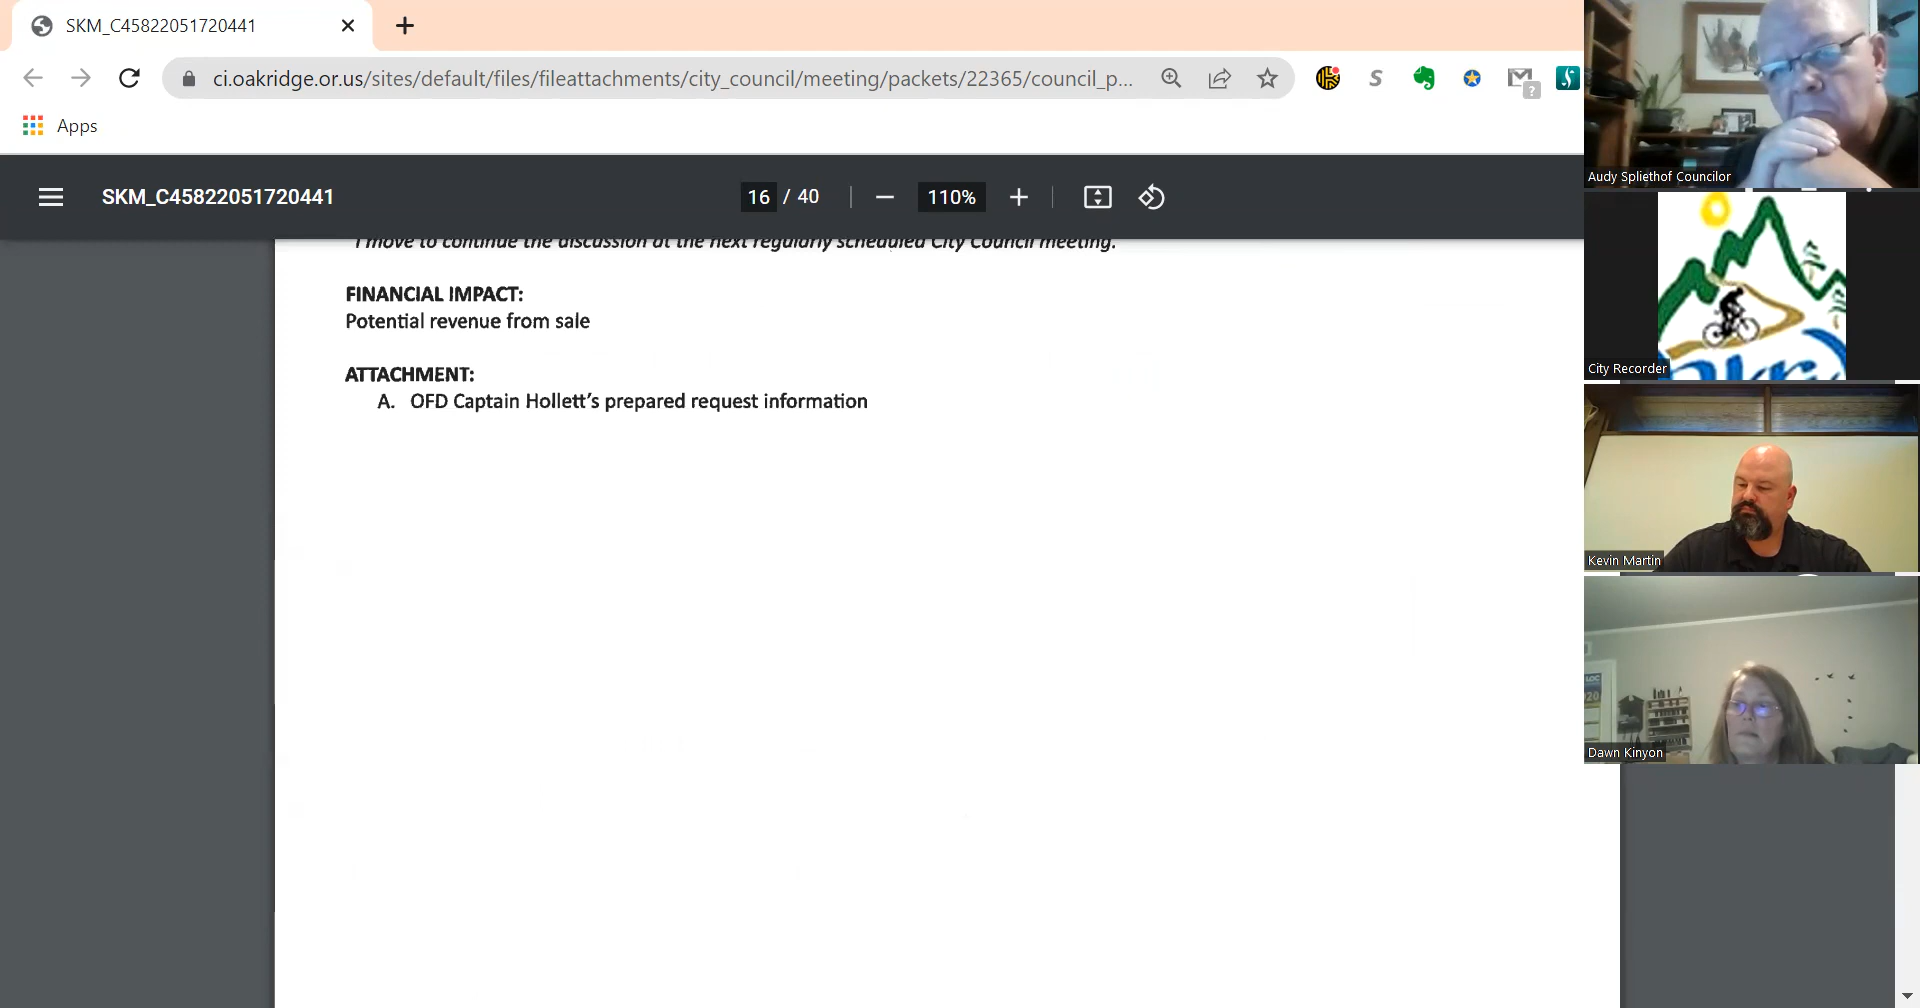 SKM_C45822051720441
ci.oakridge.or.us/sites/default/files/fileattachments/city_council/meeting/packets/22365/council_p...
Apps
SKM_C45822051720441
16 / 40
110%
I move to continue the discussion at the next regularly scheduled City Council meeting.
FINANCIAL IMPACT:
Potential revenue from sale
ATTACHMENT:
A. OFD Captain Hollett's prepared request information
Audy Spliethof Councilor
City Recorder
Kevin Martin
LOC
Dawn Kinyon